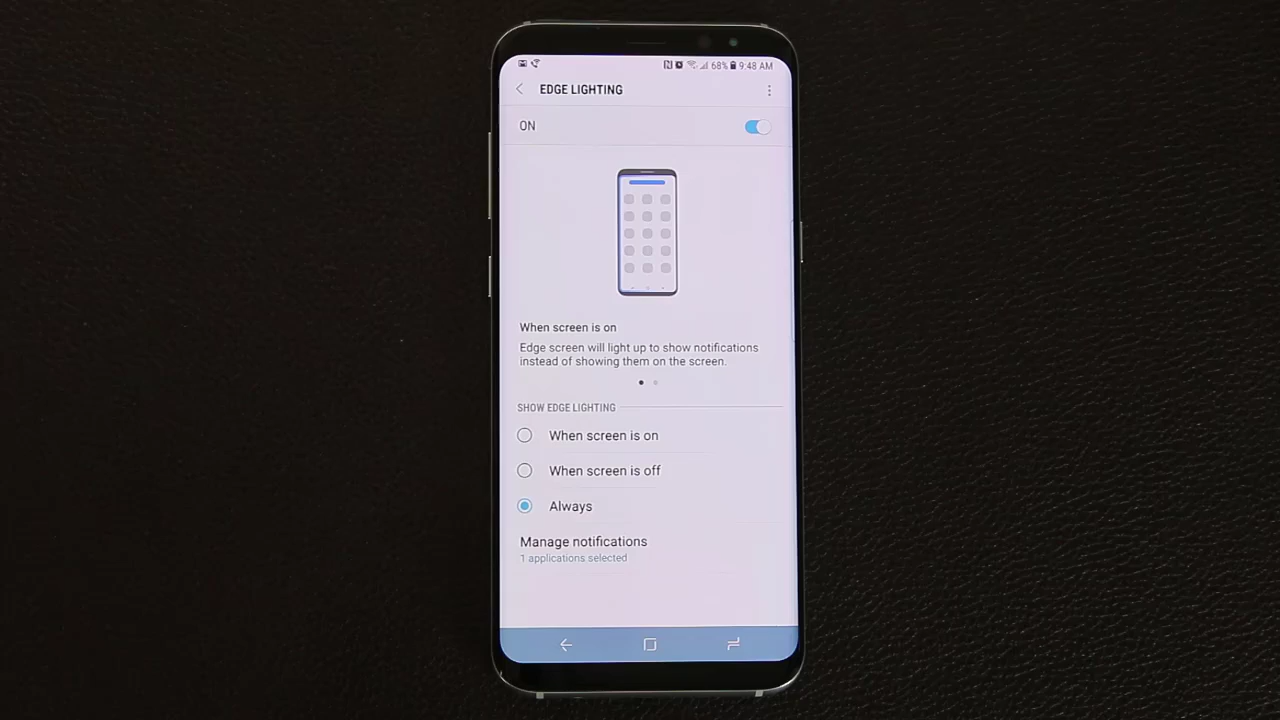 68% 9:48 AM
EDGE LIGHTING
ON
When screen is on
Edge screen will light up to show notifications
instead of showing them on the screen.
SHOW EDGE LIGHTING
When screen is on
When screen is off
Always
Manage notifications
1 applications selected